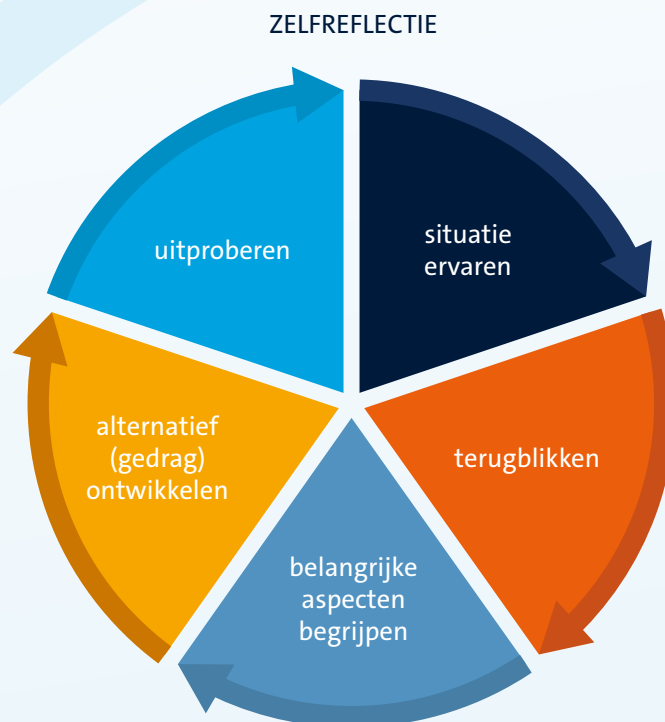 ZELFREFLECTIE
situatie
ervaren
terugblikken
belangrijke
aspecten
begrijpen
alternatief
(gedrag)
ontwikkelen
uitproberen